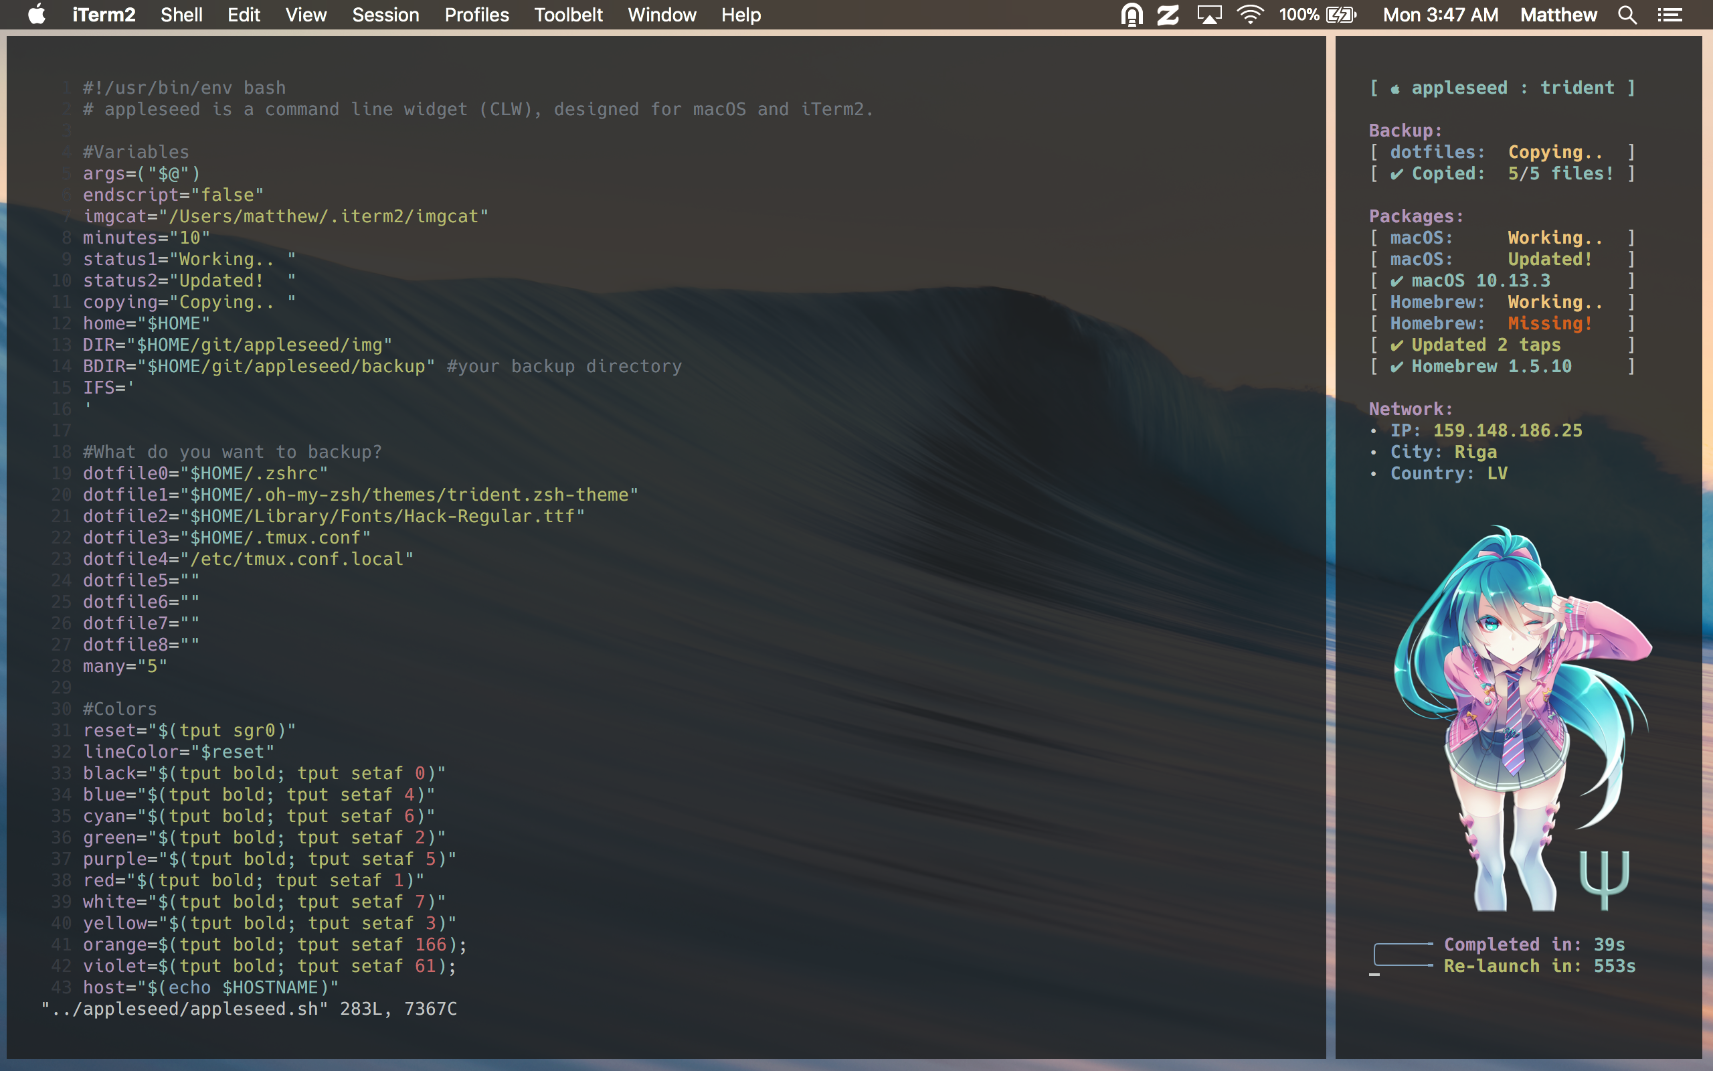 iTerm2 Shell Edit View Session Profiles Toolbelt Window Help 100% Mon 3:47 AM Matthew
1 #!/usr/bin/env bash
2 # appleseed is a command line widget (CLW), designed for macOS and iTerm2.
3
4 #Variables
5 args=("$@")
6 endscript="false"
7 imgcat="/Users/matthew/.iterm2/imgcat"
8 minutes="10"
9 status1="Working.. "
10 status2="Updated!  "
11 copying="Copying.. "
12 home="$HOME"
13 DIR="$HOME/git/appleseed/img"
14 BDIR="$HOME/git/appleseed/backup" #your backup directory
15 IFS='
16 '
17
18 #What do you want to backup?
19 dotfile0="$HOME/.zshrc"
20 dotfile1="$HOME/.oh-my-zsh/themes/trident.zsh-theme"
21 dotfile2="$HOME/Library/Fonts/Hack-Regular.ttf"
22 dotfile3="$HOME/.tmux.conf"
23 dotfile4="/etc/tmux.conf.local"
24 dotfile5=""
25 dotfile6=""
26 dotfile7=""
27 dotfile8=""
28 many="5"
29
30 #Colors
31 reset="$(tput sgr0)"
32 lineColor="$reset"
33 black="$(tput bold; tput setaf 0)"
34 blue="$(tput bold; tput setaf 4)"
35 cyan="$(tput bold; tput setaf 6)"
36 green="$(tput bold; tput setaf 2)"
37 purple="$(tput bold; tput setaf 5)"
38 red="$(tput bold; tput setaf 1)"
39 white="$(tput bold; tput setaf 7)"
40 yellow="$(tput bold; tput setaf 3)
41 orange=$(tput bold; tput setaf 166);
42 violet=$(tput bold; tput setaf 61);
43 host="$(echo $HOSTNAME)"
"../appleseed/appleseed.sh" 283L, 7367C
[ appleseed : trident ]
Backup:
[ dotfiles:  Copying..  ]
[ ✔ Copied:  5/5 files! ]
Packages:
[ macOS:     Working..  ]
[ macOS:     Updated!   ]
[ ✔ macOS 10.13.3       ]
[ Homebrew:  Working..  ]
[ Homebrew:  Missing!   ]
[ ✔ Updated 2 taps      ]
[ ✔ Homebrew 1.5.10     ]
Network:
• IP: 159.148.186.25
• City: Riga
• Country: LV
Completed in: 39s
Re-launch in: 553s